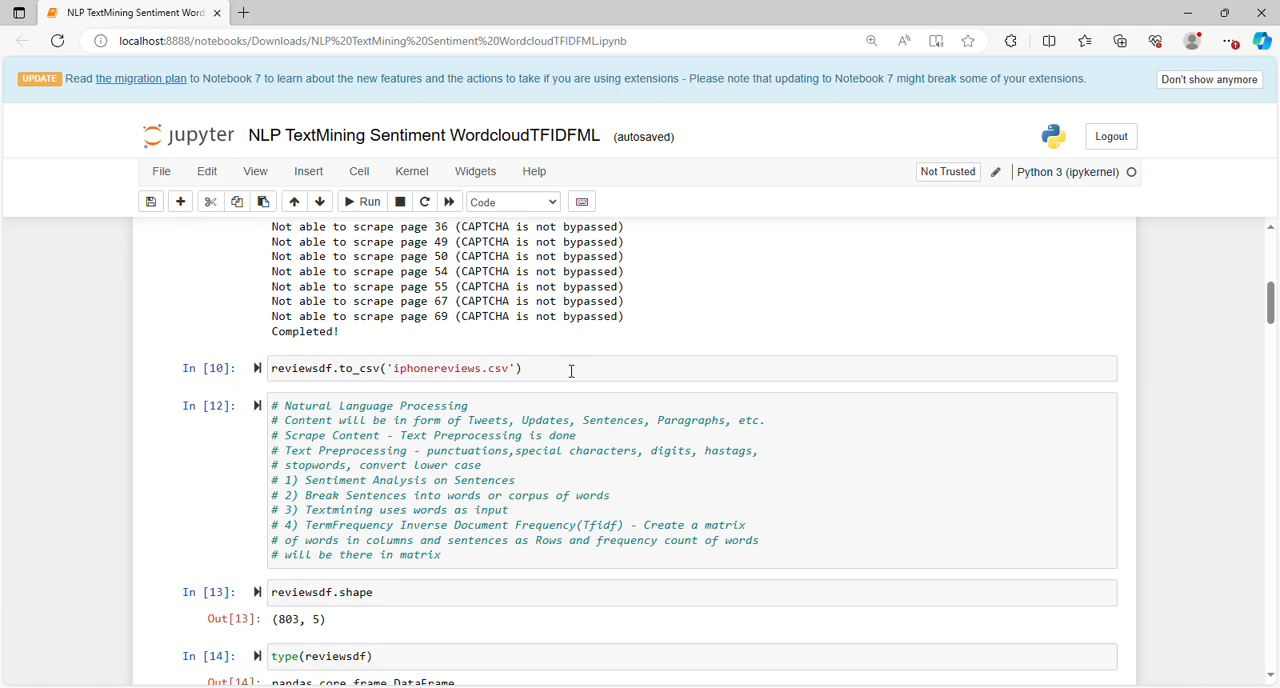 NLP TextMining Sentiment Word
localhost:8888/notebooks/Downloads/NLP%20TextMining%20Sentiment%20WordcloudTFIDFML.ipynb
UPDATE Read the migration plan to Notebook 7 to learn about the new features and the actions to take if you are using extensions - Please note that updating to Notebook 7 might break some of your extensions. Don't show anymore
jupyter NLP TextMining Sentiment WordcloudTFIDFML (autosaved) Logout
File Edit View Insert Cell Kernel Widgets Help Not Trusted Python 3 (ipykernel)
Run Code
Not able to scrape page 36 (CAPTCHA is not bypassed)
Not able to scrape page 49 (CAPTCHA is not bypassed)
Not able to scrape page 50 (CAPTCHA is not bypassed)
Not able to scrape page 54 (CAPTCHA is not bypassed)
Not able to scrape page 55 (CAPTCHA is not bypassed)
Not able to scrape page 67 (CAPTCHA is not bypassed)
Not able to scrape page 69 (CAPTCHA is not bypassed)
Completed!
In [10]: reviewsdf.to_csv('iphonereviews.csv')
In [12]: # Natural Language Processing
# Content will be in form of Tweets, Updates, Sentences, Paragraphs, etc.
# Scrape Content - Text Preprocessing is done
# Text Preprocessing - punctuations,special characters, digits, hastags,
# stopwords, convert lower case
# 1) Sentiment Analysis on Sentences
# 2) Break Sentences into words or corpus of words
# 3) Textmining uses words as input
# 4) TermFrequency Inverse Document Frequency(Tfidf) - Create a matrix
# of words in columns and sentences as Rows and frequency count of words
# will be there in matrix
In [13]: reviewsdf.shape
Out[13]: (803, 5)
In [14]: type(reviewsdf)
Out[14]: pandas.core.frame.DataFrame